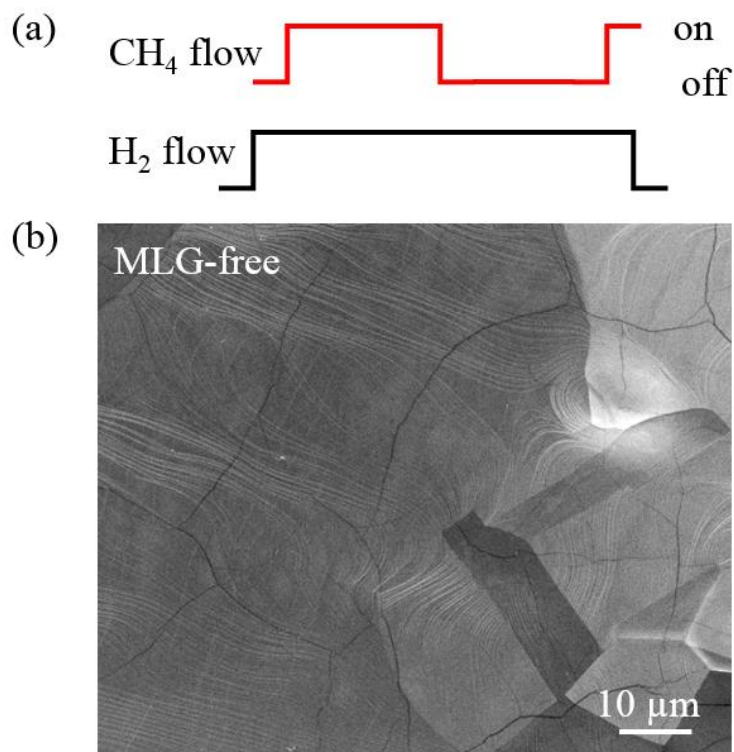 (a)
CH₄ flow
on
off
H₂ flow
(b)
MLG-free
10 μm